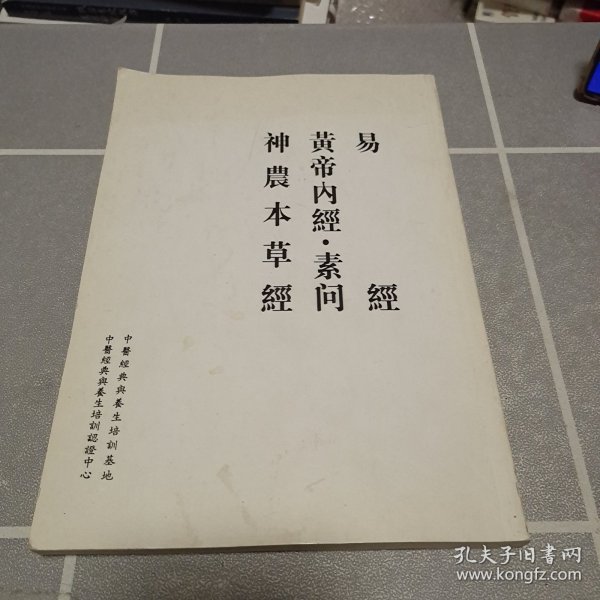 易經
黃帝內經·素问
神農本草經
中醫經典與養生培訓基地
中醫經典與養生培訓認證中心
孔夫子旧书网
www.kongfz.com